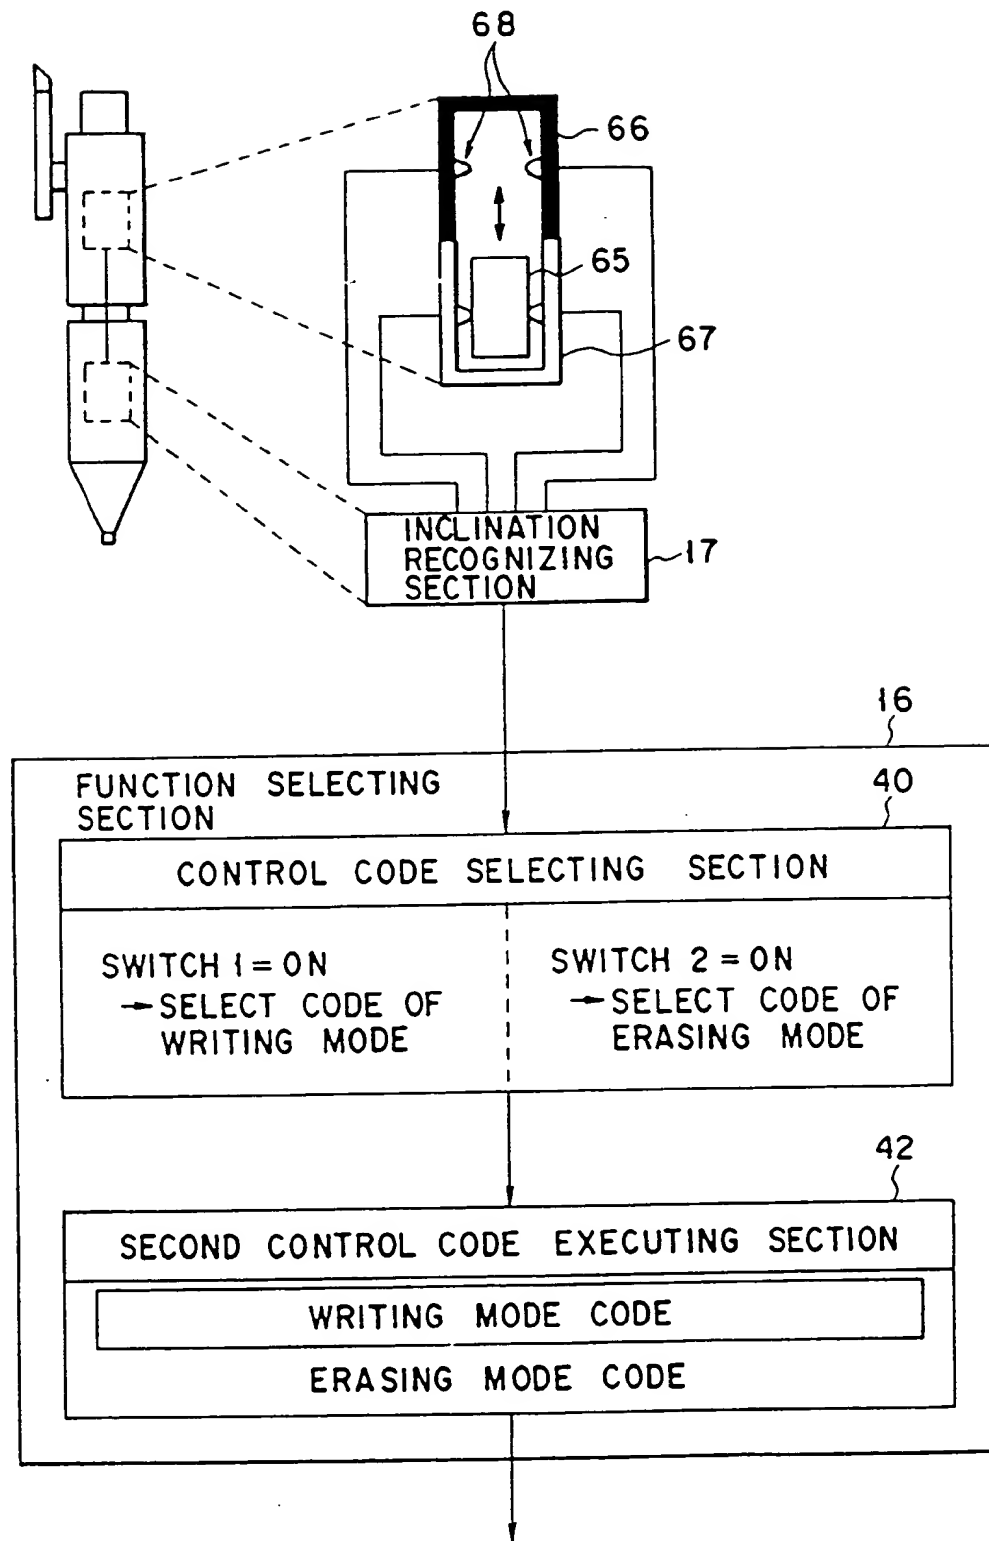 68
66
65
67
INCLINATION
RECOGNIZING
SECTION
17
16
FUNCTION SELECTING
SECTION
40
CONTROL CODE SELECTING SECTION
SWITCH 1 = ON
→ SELECT CODE OF
WRITING MODE
SWITCH 2 = ON
→ SELECT CODE OF
ERASING MODE
42
SECOND CONTROL CODE EXECUTING SECTION
WRITING MODE CODE
ERASING MODE CODE